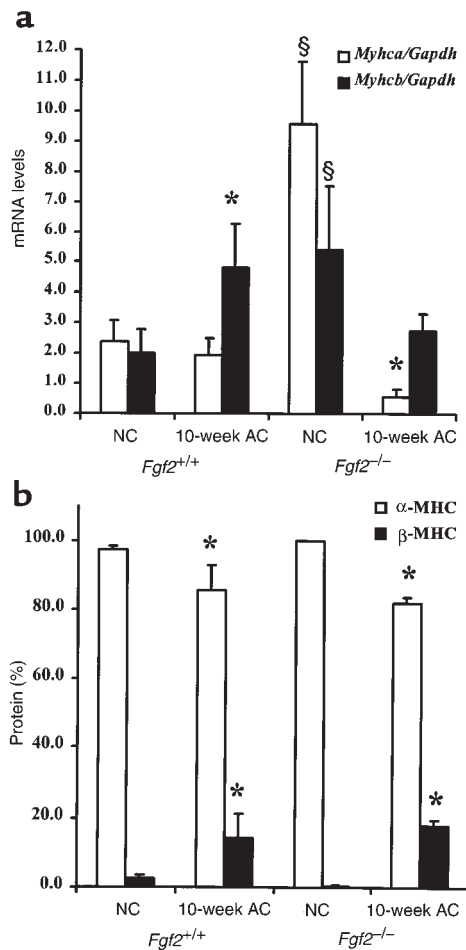 a
Myhca/Gapdh
Myhcb/Gapdh
mRNA levels
12.0
11.0
10.0
9.0
8.0
7.0
6.0
5.0
4.0
3.0
2.0
1.0
0.0
§
§
*
*
NC 10-week AC NC 10-week AC
Fgf2+/+ Fgf2−/−
b
α-MHC
β-MHC
Protein (%)
100.0
80.0
60.0
40.0
20.0
0.0
* *
* *
NC 10-week AC NC 10-week AC
Fgf2+/+ Fgf2−/−